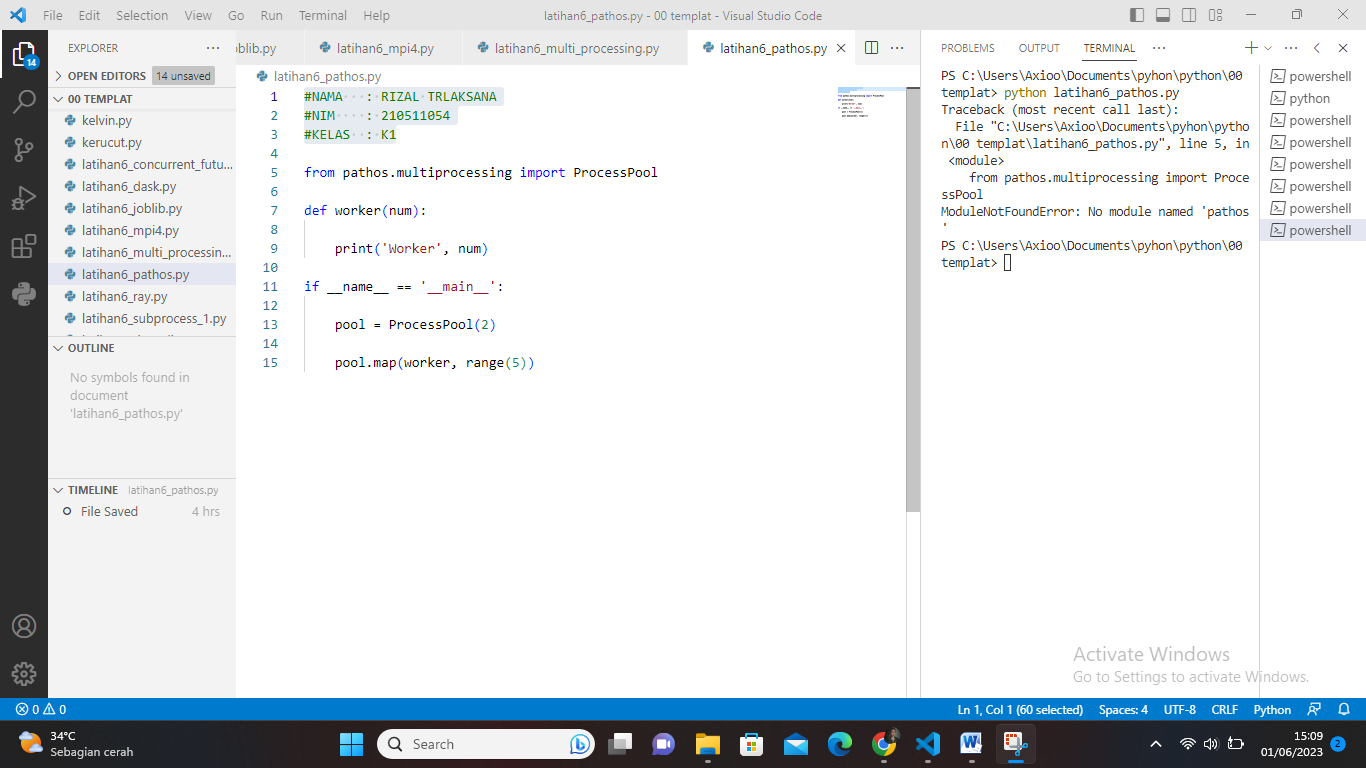 File Edit Selection View Go Run Terminal Help
latihan6_pathos.py - 00 templat - Visual Studio Code
EXPLORER
OPEN EDITORS 14 unsaved
00 TEMPLAT
kelvin.py
kerucut.py
latihan6_concurrent_futu...
latihan6_dask.py
latihan6_joblib.py
latihan6_mpi4.py
latihan6_multi_processin...
latihan6_pathos.py
latihan6_ray.py
latihan6_subprocess_1.py
OUTLINE
No symbols found in
document
'latihan6_pathos.py'
TIMELINE latihan6_pathos.py
File Saved 4 hrs
14
blib.py latihan6_mpi4.py latihan6_multi_processing.py latihan6_pathos.py
latihan6_pathos.py
1 #NAMA : RIZAL TRLAKSANA
2 #NIM : 210511054
3 #KELAS : K1
4
5 from pathos.multiprocessing import ProcessPool
6
7 def worker(num):
8
9 print('Worker', num)
10
11 if __name__ == '__main__':
12
13 pool = ProcessPool(2)
14
15 pool.map(worker, range(5))
PROBLEMS OUTPUT TERMINAL
PS C:\Users\Axioo\Documents\pyhon\python\00
templat> python latihan6_pathos.py
Traceback (most recent call last):
File "C:\Users\Axioo\Documents\pyhon\pytho
n\00 templat\latihan6_pathos.py", line 5, in
<module>
from pathos.multiprocessing import Proce
ssPool
ModuleNotFoundError: No module named 'pathos
'
PS C:\Users\Axioo\Documents\pyhon\python\00
templat>
powershell
python
powershell
powershell
powershell
powershell
powershell
powershell
Activate Windows
Go to Settings to activate Windows.
0 0
Ln 1, Col 1 (60 selected) Spaces: 4 UTF-8 CRLF Python
34°C
Sebagian cerah
Search
15:09
01/06/2023
2